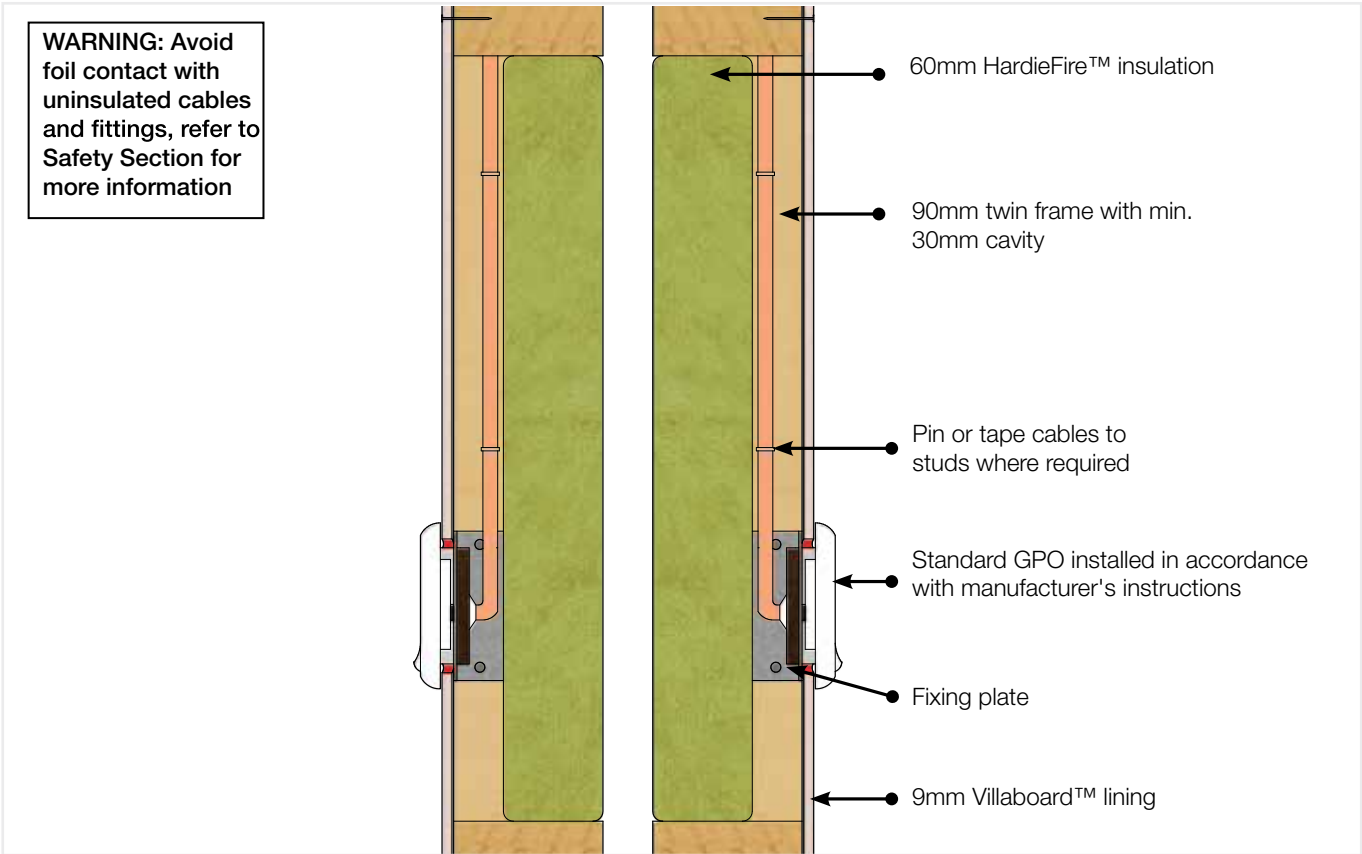 WARNING: Avoid
foil contact with
uninsulated cables
and fittings, refer to
Safety Section for
more information
60mm HardieFire™ insulation
90mm twin frame with min.
30mm cavity
Pin or tape cables to
studs where required
Standard GPO installed in accordance
with manufacturer's instructions
Fixing plate
9mm Villaboard™ lining